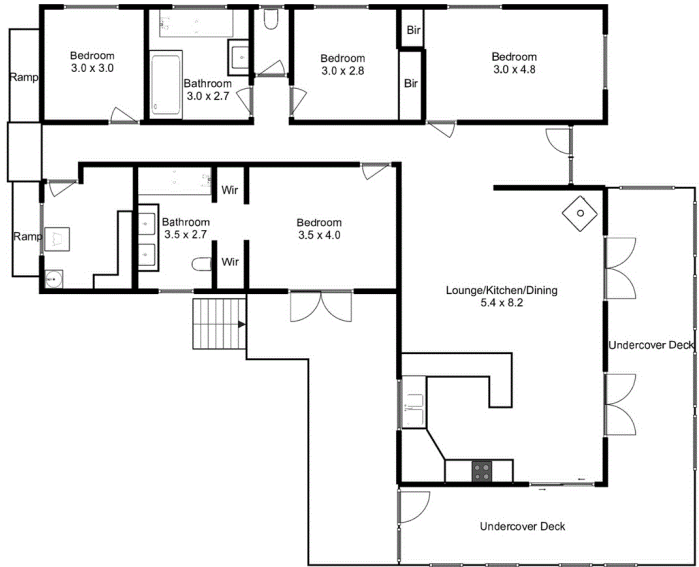 Bir
Bedroom
3.0 x 3.0
Bedroom
3.0 x 2.8
Bedroom
3.0 x 4.8
Ramp
Bathroom
3.0 x 2.7
Bir
Wir
Bathroom
3.5 x 2.7
Bedroom
3.5 x 4.0
Ramp
Wir
Lounge/Kitchen/Dining
5.4 x 8.2
Undercover Deck
Undercover Deck